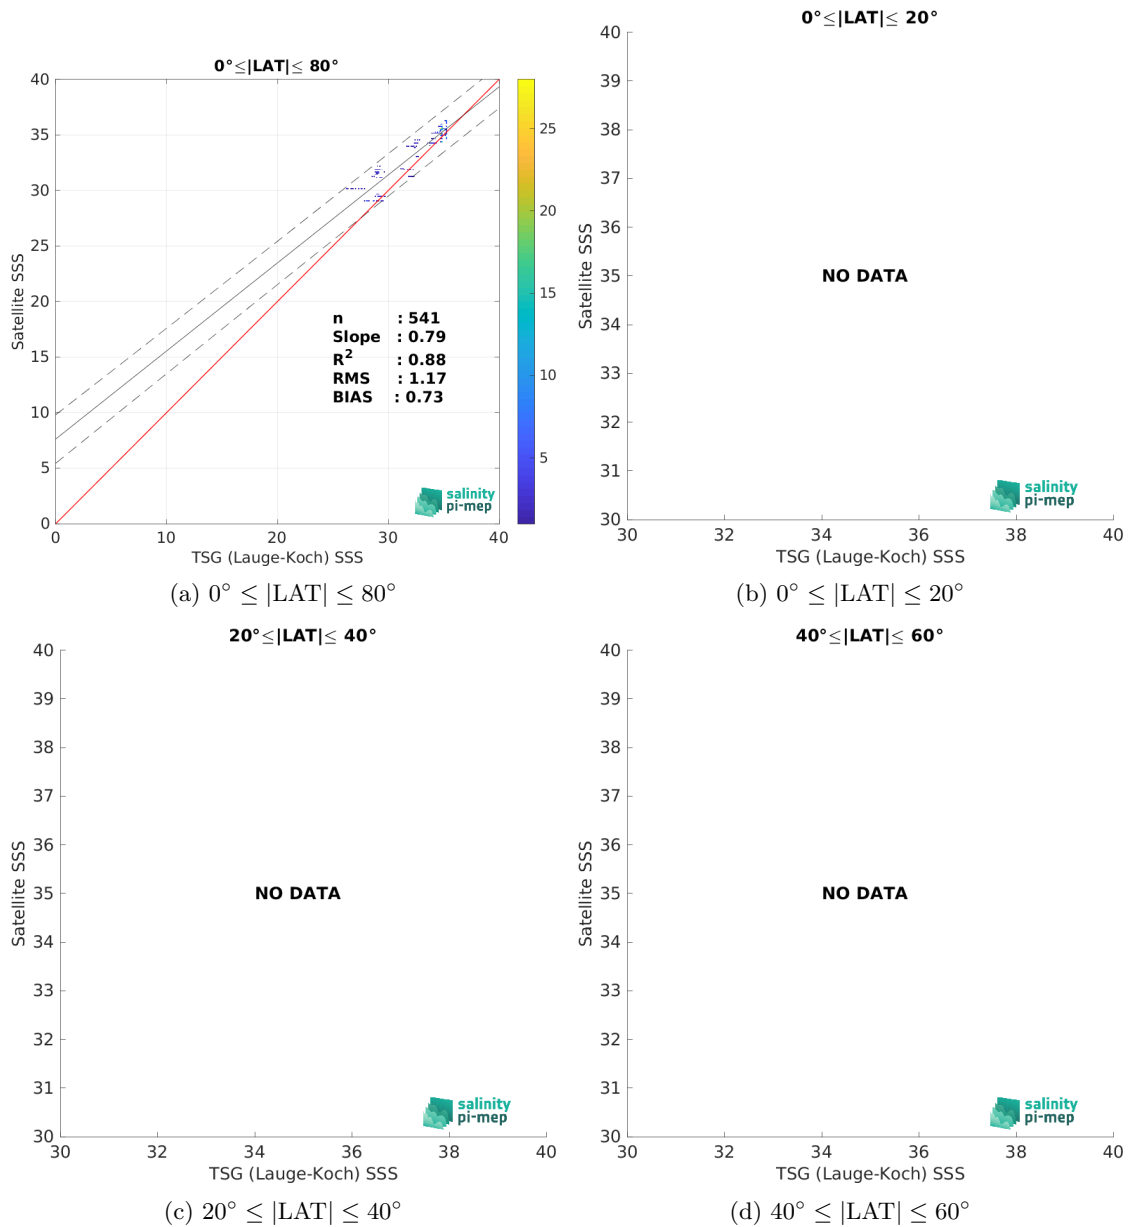 0°≤|LAT|≤ 80°
40
35
30
25
20
15
10
5
0
0
10
20
30
40
25
20
15
10
5
Satellite SSS
TSG (Lauge-Koch) SSS
n : 541
Slope : 0.79
R² : 0.88
RMS : 1.17
BIAS : 0.73
salinity
pi-mep
(a) 0° ≤ |LAT| ≤ 80°
0°≤|LAT|≤ 20°
40
39
38
37
36
35
34
33
32
31
30
30
32
34
36
38
40
Satellite SSS
TSG (Lauge-Koch) SSS
NO DATA
salinity
pi-mep
(b) 0° ≤ |LAT| ≤ 20°
20°≤|LAT|≤ 40°
40
39
38
37
36
35
34
33
32
31
30
30
32
34
36
38
40
Satellite SSS
TSG (Lauge-Koch) SSS
NO DATA
salinity
pi-mep
(c) 20° ≤ |LAT| ≤ 40°
40°≤|LAT|≤ 60°
40
39
38
37
36
35
34
33
32
31
30
30
32
34
36
38
40
Satellite SSS
TSG (Lauge-Koch) SSS
NO DATA
salinity
pi-mep
(d) 40° ≤ |LAT| ≤ 60°